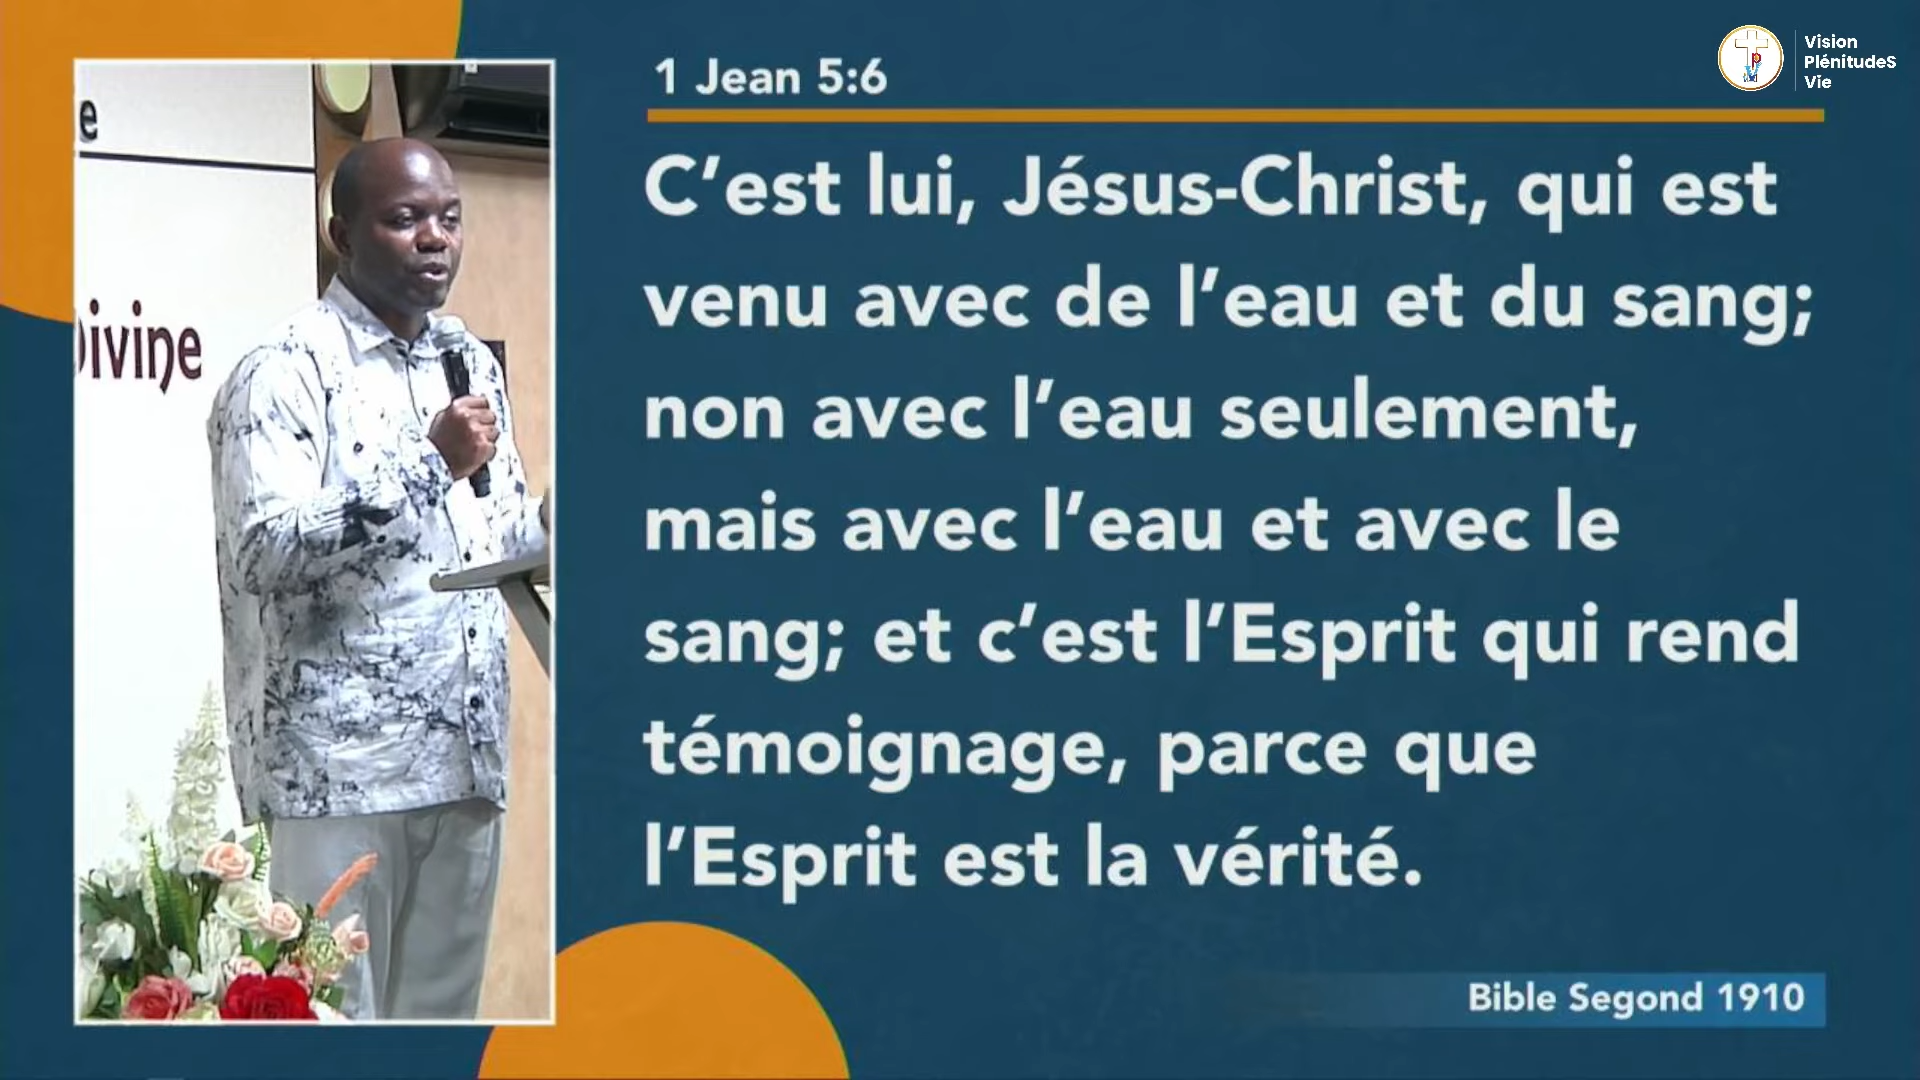 e
Divine
1 Jean 5:6
C’est lui, Jésus-Christ, qui est
venu avec de l’eau et du sang;
non avec l’eau seulement,
mais avec l’eau et avec le
sang; et c’est l’Esprit qui rend
témoignage, parce que
l’Esprit est la vérité.
Bible Segond 1910
Vision
PlénitudeS
Vie